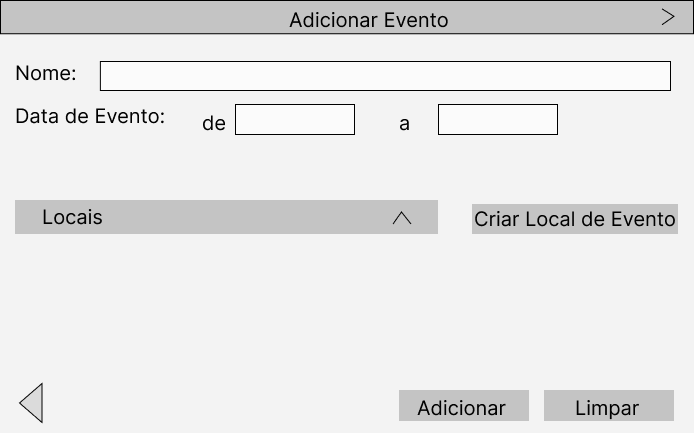 Adicionar Evento
Nome:
Data de Evento: de a
Locais
Criar Local de Evento
Adicionar Limpar